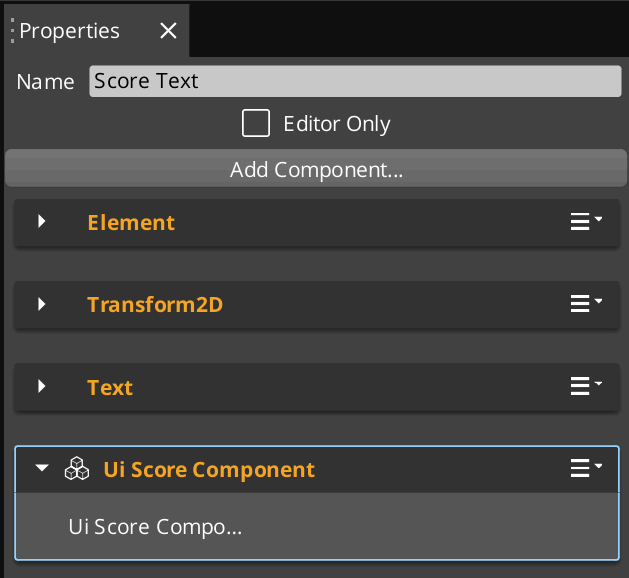 Properties
Name Score Text
Editor Only
Add Component...
Element
Transform2D
Text
Ui Score Component
Ui Score Compo...